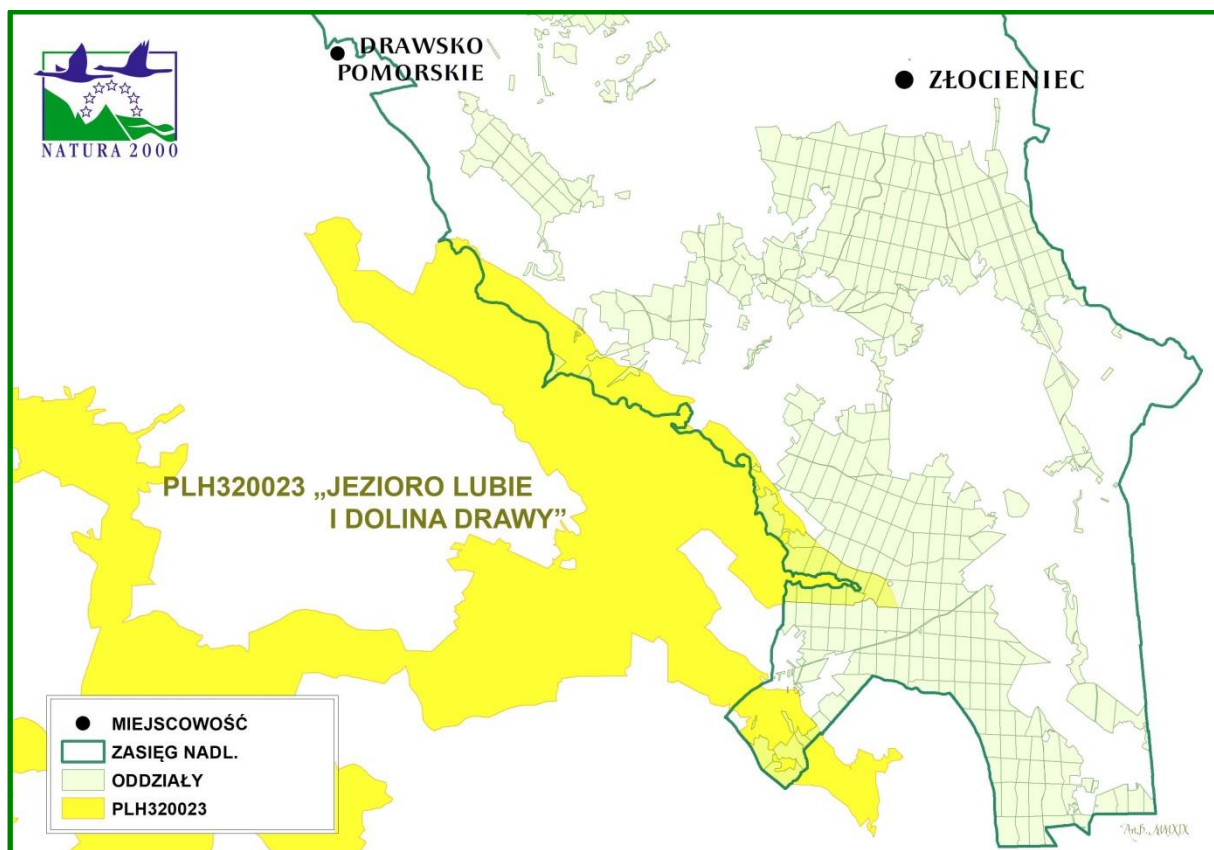 NATURA 2000
DRAWSKO
POMORSKIE
ZŁOCIENIEC
PLH320023 „JEZIORO LUBIE
I DOLINA DRAWY”
MIEJSCOWOŚĆ
ZASIĘG NADL.
ODDZIAŁY
PLH320023